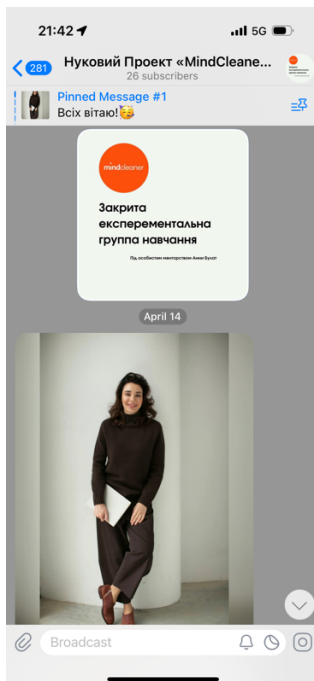 21:42
5G
281
Нуковий Проект «MindCleane...
26 subscribers
Pinned Message #1
Всіх вітаю!🥳
mindcleaner
Закрита
експерементальна
группа навчання
Під особистим менторством Анни Булат
April 14
Broadcast